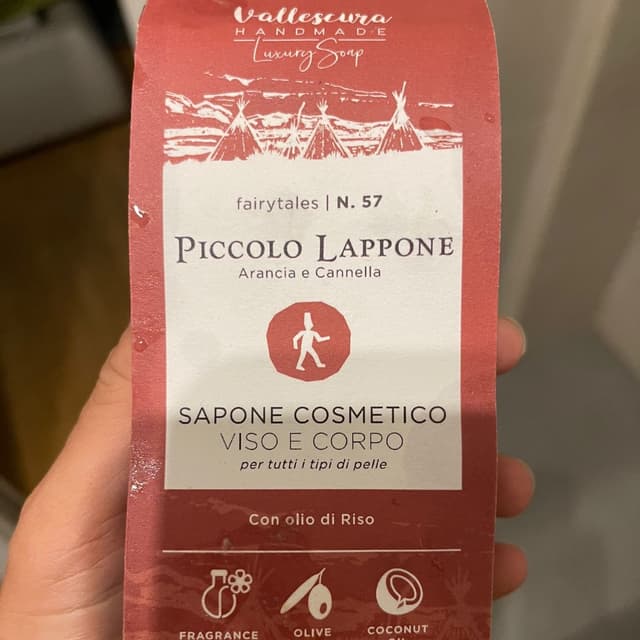 Vallescura
HANDMADE
Luxury Soap
fairytales | N. 57
PICCOLO LAPPONE
Arancia e Cannella
SAPONE COSMETICO
VISO E CORPO
per tutti i tipi di pelle
Con olio di Riso
FRAGRANCE OLIVE COCONUT